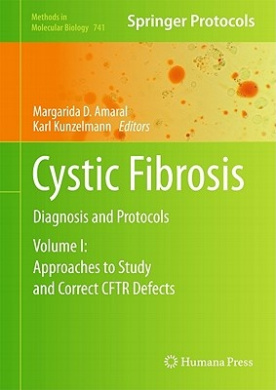 Methods in
Molecular Biology 741
Springer Protocols
Margarida D. Amaral
Karl Kunzelmann Editors
Cystic Fibrosis
Diagnosis and Protocols
Volume I:
Approaches to Study
and Correct CFTR Defects
Humana Press